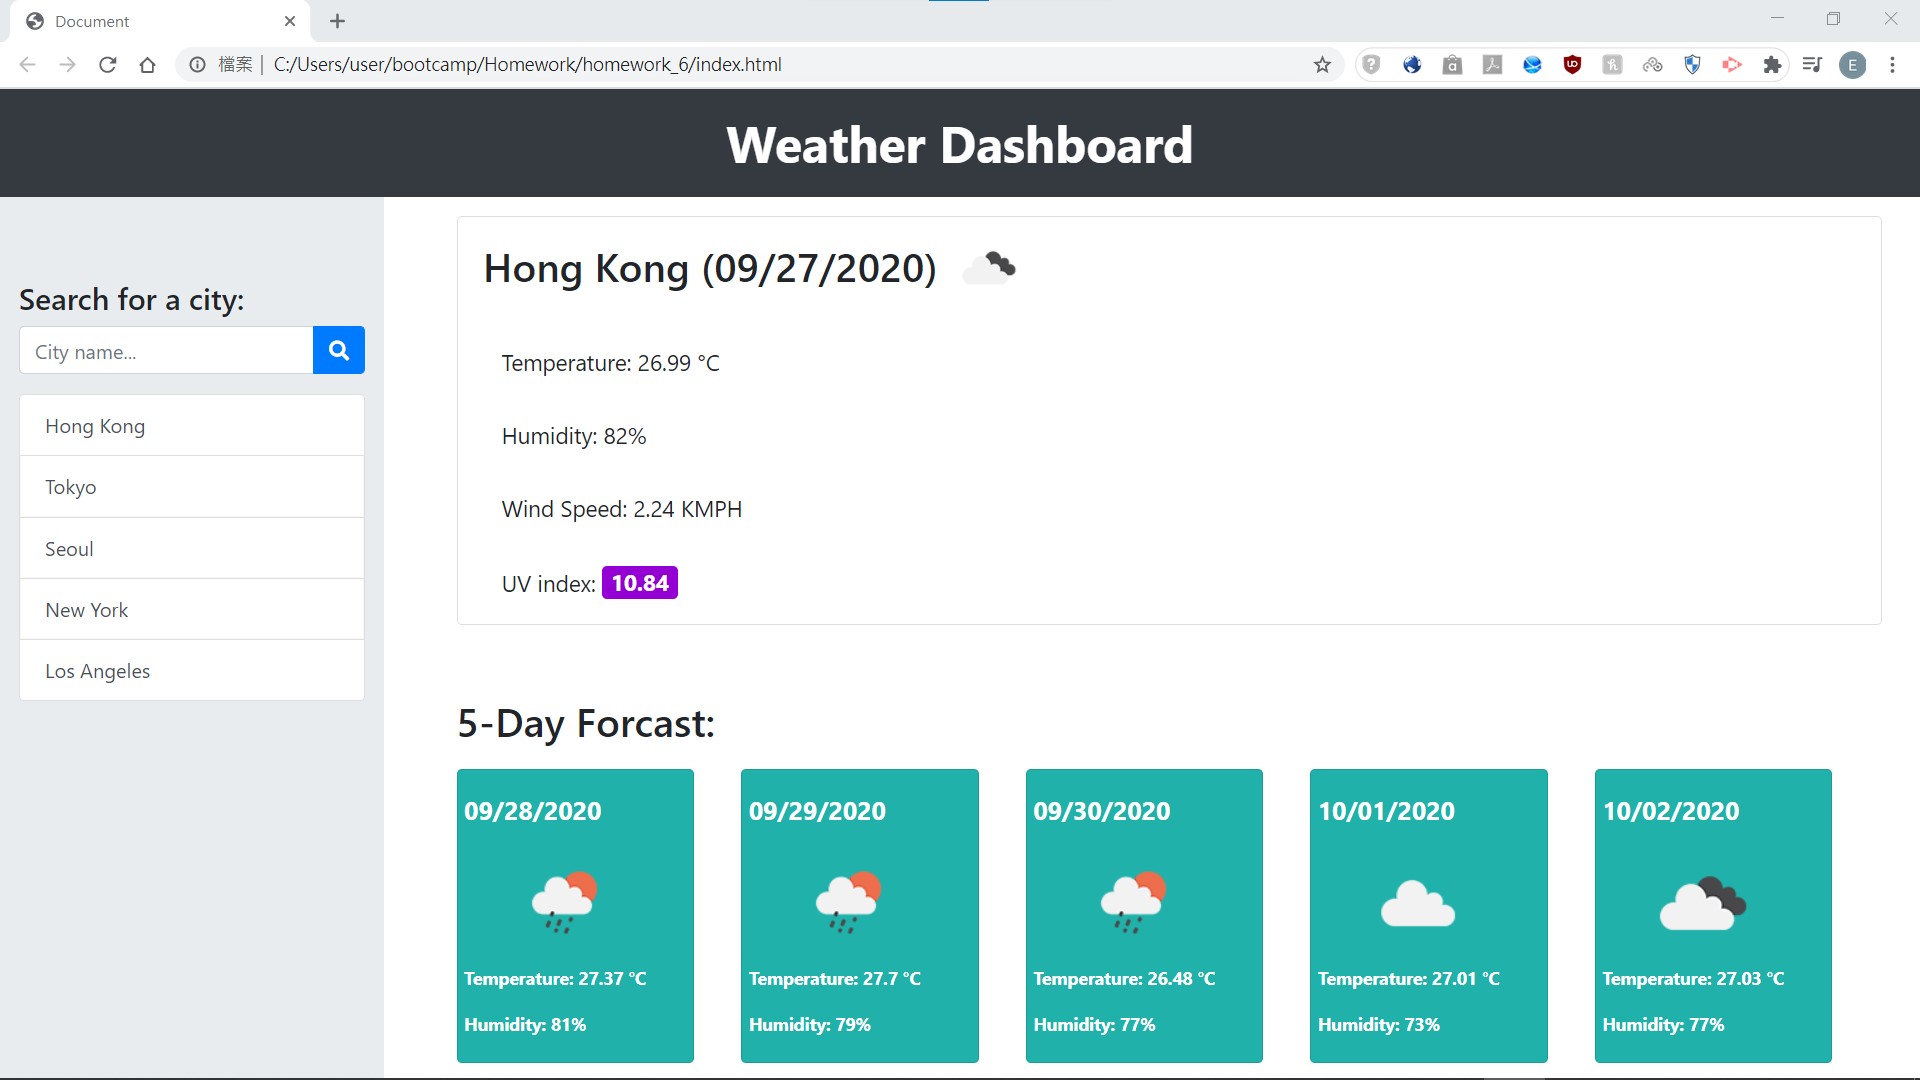 Document
檔案 C:/Users/user/bootcamp/Homework/homework_6/index.html
E
Weather Dashboard
Search for a city:
City name...
Hong Kong
Tokyo
Seoul
New York
Los Angeles
Hong Kong (09/27/2020)
Temperature: 26.99 °C
Humidity: 82%
Wind Speed: 2.24 KMPH
UV index: 10.84
5-Day Forcast:
09/28/2020
Temperature: 27.37 °C
Humidity: 81%
09/29/2020
Temperature: 27.7 °C
Humidity: 79%
09/30/2020
Temperature: 26.48 °C
Humidity: 77%
10/01/2020
Temperature: 27.01 °C
Humidity: 73%
10/02/2020
Temperature: 27.03 °C
Humidity: 77%